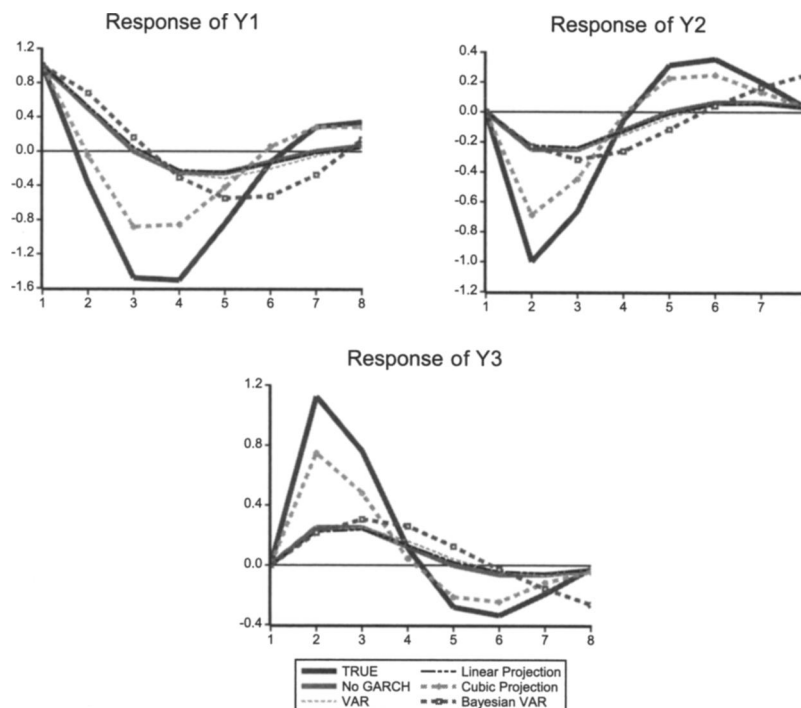 Response of Y1
1.2
0.8
0.4
0.0
-0.4
-0.8
-1.2
-1.6
1 2 3 4 5 6 7 8
Response of Y2
0.4
0.2
0.0
-0.2
-0.4
-0.6
-0.8
-1.0
-1.2
1 2 3 4 5 6 7
Response of Y3
1.2
0.8
0.4
0.0
-0.4
1 2 3 4 5 6 7 8
TRUE Linear Projection
No GARCH Cubic Projection
VAR Bayesian VAR